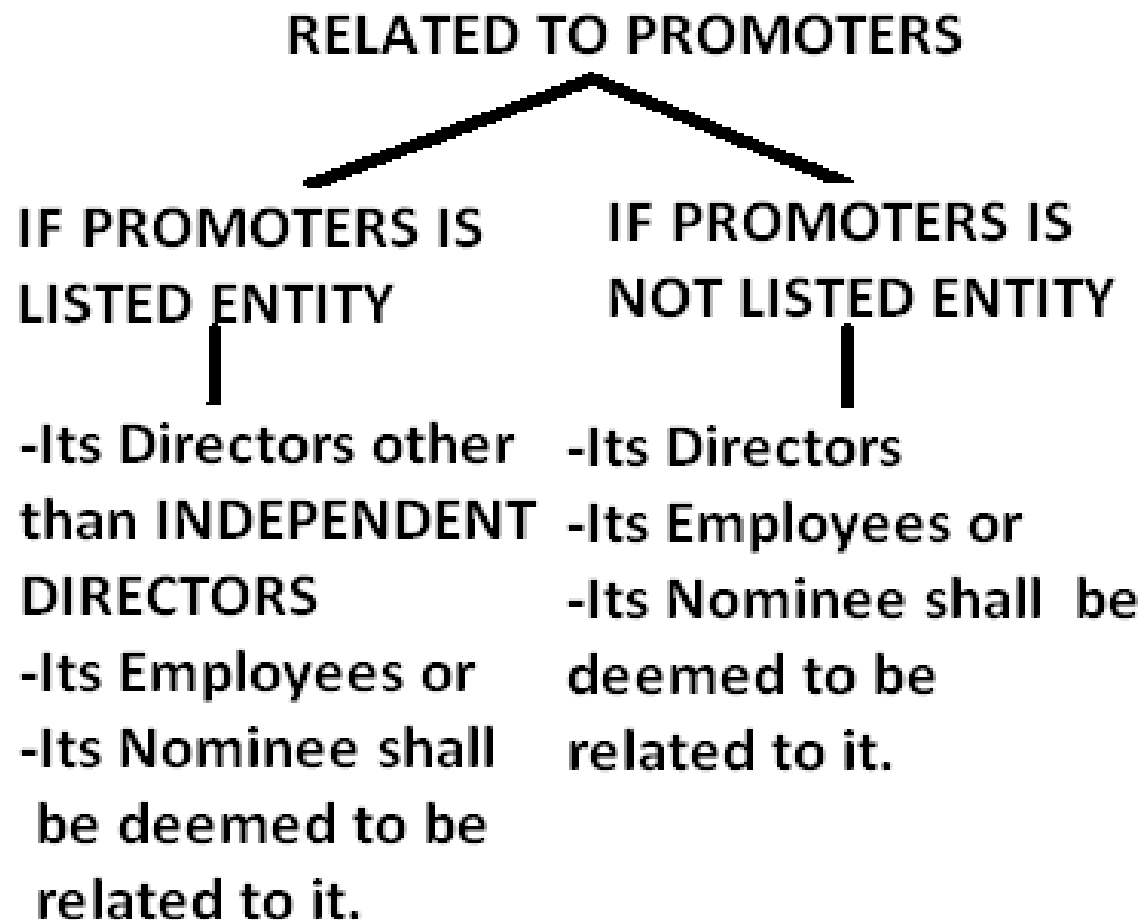 RELATED TO PROMOTERS
IF PROMOTERS IS
LISTED ENTITY
-Its Directors other
than INDEPENDENT
DIRECTORS
-Its Employees or
-Its Nominee shall
be deemed to be
related to it.
IF PROMOTERS IS
NOT LISTED ENTITY
-Its Directors
-Its Employees or
-Its Nominee shall be
deemed to be
related to it.